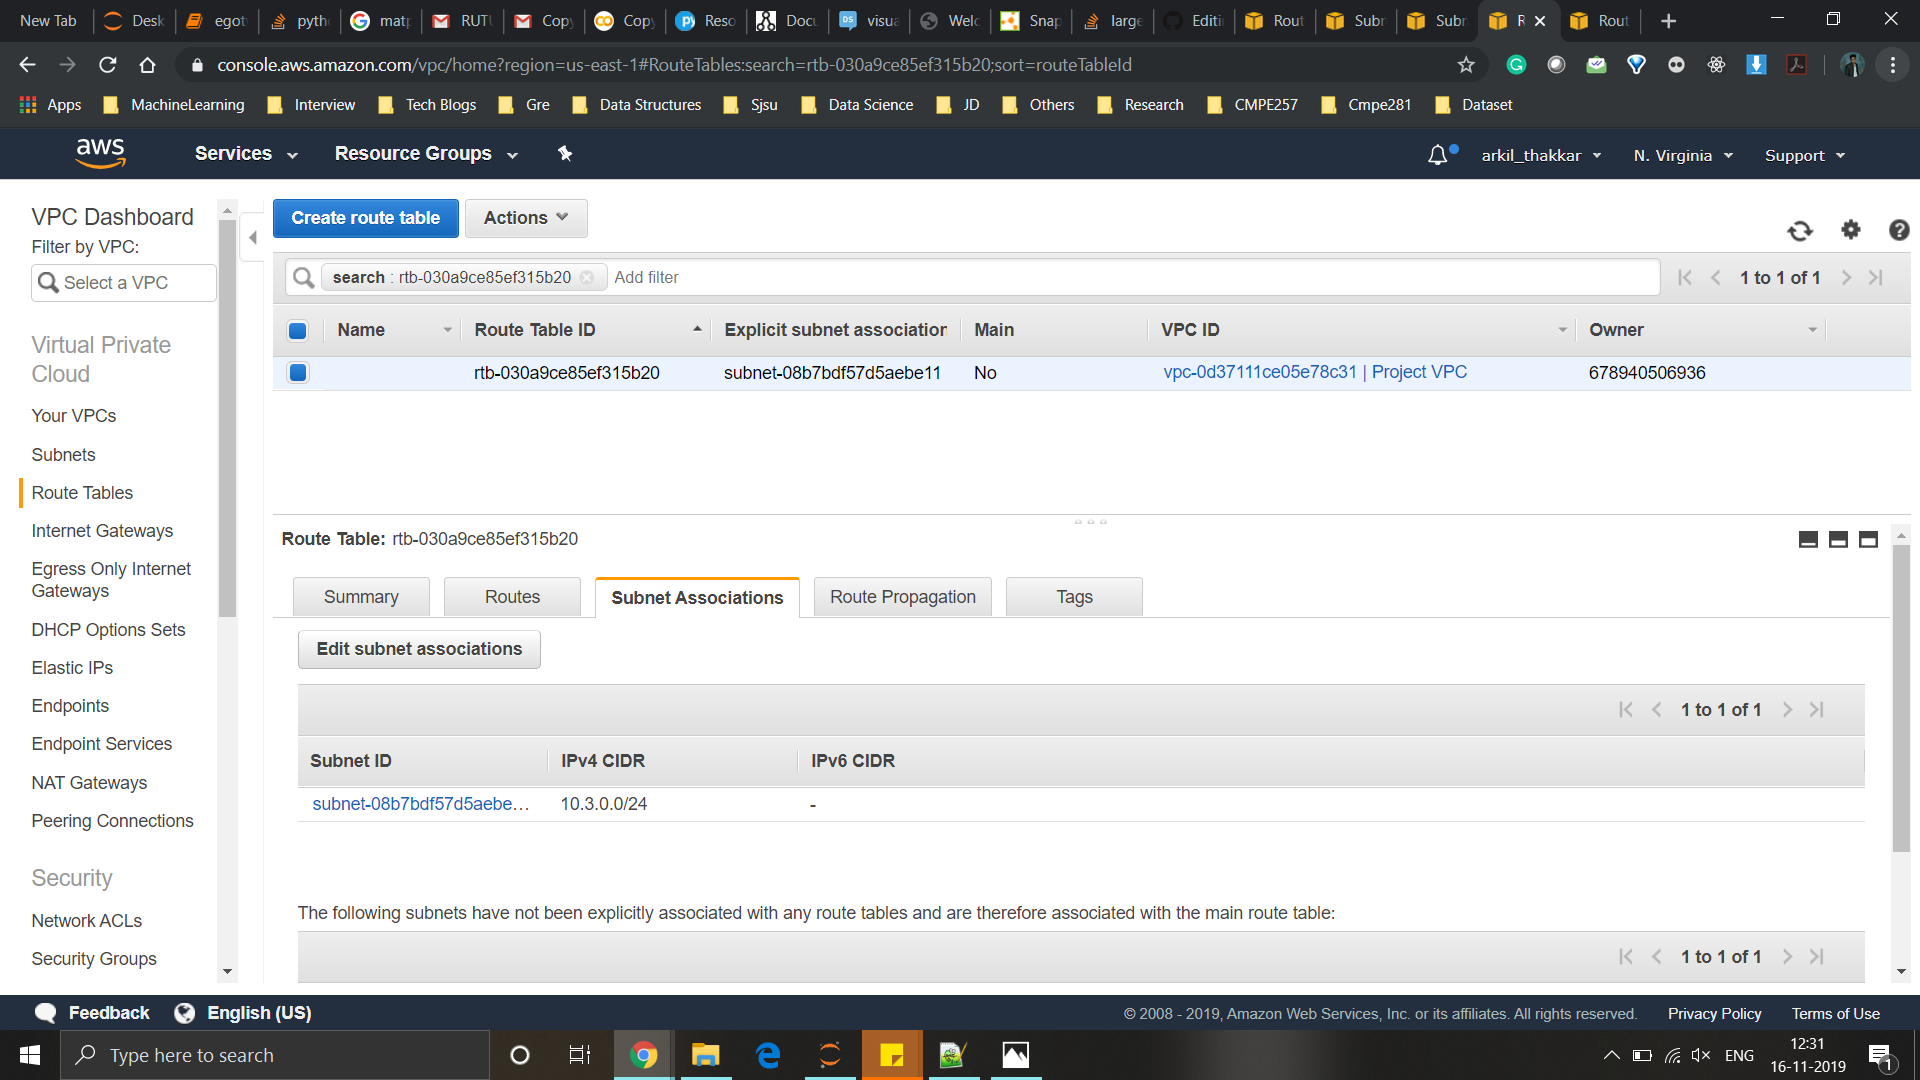 New Tab
Desk
egot
pytho
matp
RUTU
Copy
Copy
Reso
Docu
visua
Welc
Snap
large
Editi
Rout
Subn
Subn
R
Rout
console.aws.amazon.com/vpc/home?region=us-east-1#RouteTables:search=rtb-030a9ce85ef315b20;sort=routeTableId
Apps
MachineLearning
Interview
Tech Blogs
Gre
Data Structures
Sjsu
Data Science
JD
Others
Research
CMPE257
Cmpe281
Dataset
aws
Services
Resource Groups
arkil_thakkar
N. Virginia
Support
VPC Dashboard
Filter by VPC:
Select a VPC
Virtual Private
Cloud
Your VPCs
Subnets
Route Tables
Internet Gateways
Egress Only Internet
Gateways
DHCP Options Sets
Elastic IPs
Endpoints
Endpoint Services
NAT Gateways
Peering Connections
Security
Network ACLs
Security Groups
Create route table
Actions
search : rtb-030a9ce85ef315b20
Add filter
1 to 1 of 1
Name
Route Table ID
Explicit subnet association
Main
VPC ID
Owner
rtb-030a9ce85ef315b20
subnet-08b7bdf57d5aebe11
No
vpc-0d37111ce05e78c31 | Project VPC
678940506936
Route Table: rtb-030a9ce85ef315b20
Summary
Routes
Subnet Associations
Route Propagation
Tags
Edit subnet associations
1 to 1 of 1
Subnet ID
IPv4 CIDR
IPv6 CIDR
subnet-08b7bdf57d5aebe...
10.3.0.0/24
-
The following subnets have not been explicitly associated with any route tables and are therefore associated with the main route table:
1 to 1 of 1
Feedback
English (US)
© 2008 - 2019, Amazon Web Services, Inc. or its affiliates. All rights reserved.
Privacy Policy
Terms of Use
Type here to search
ENG
12:31
16-11-2019
1